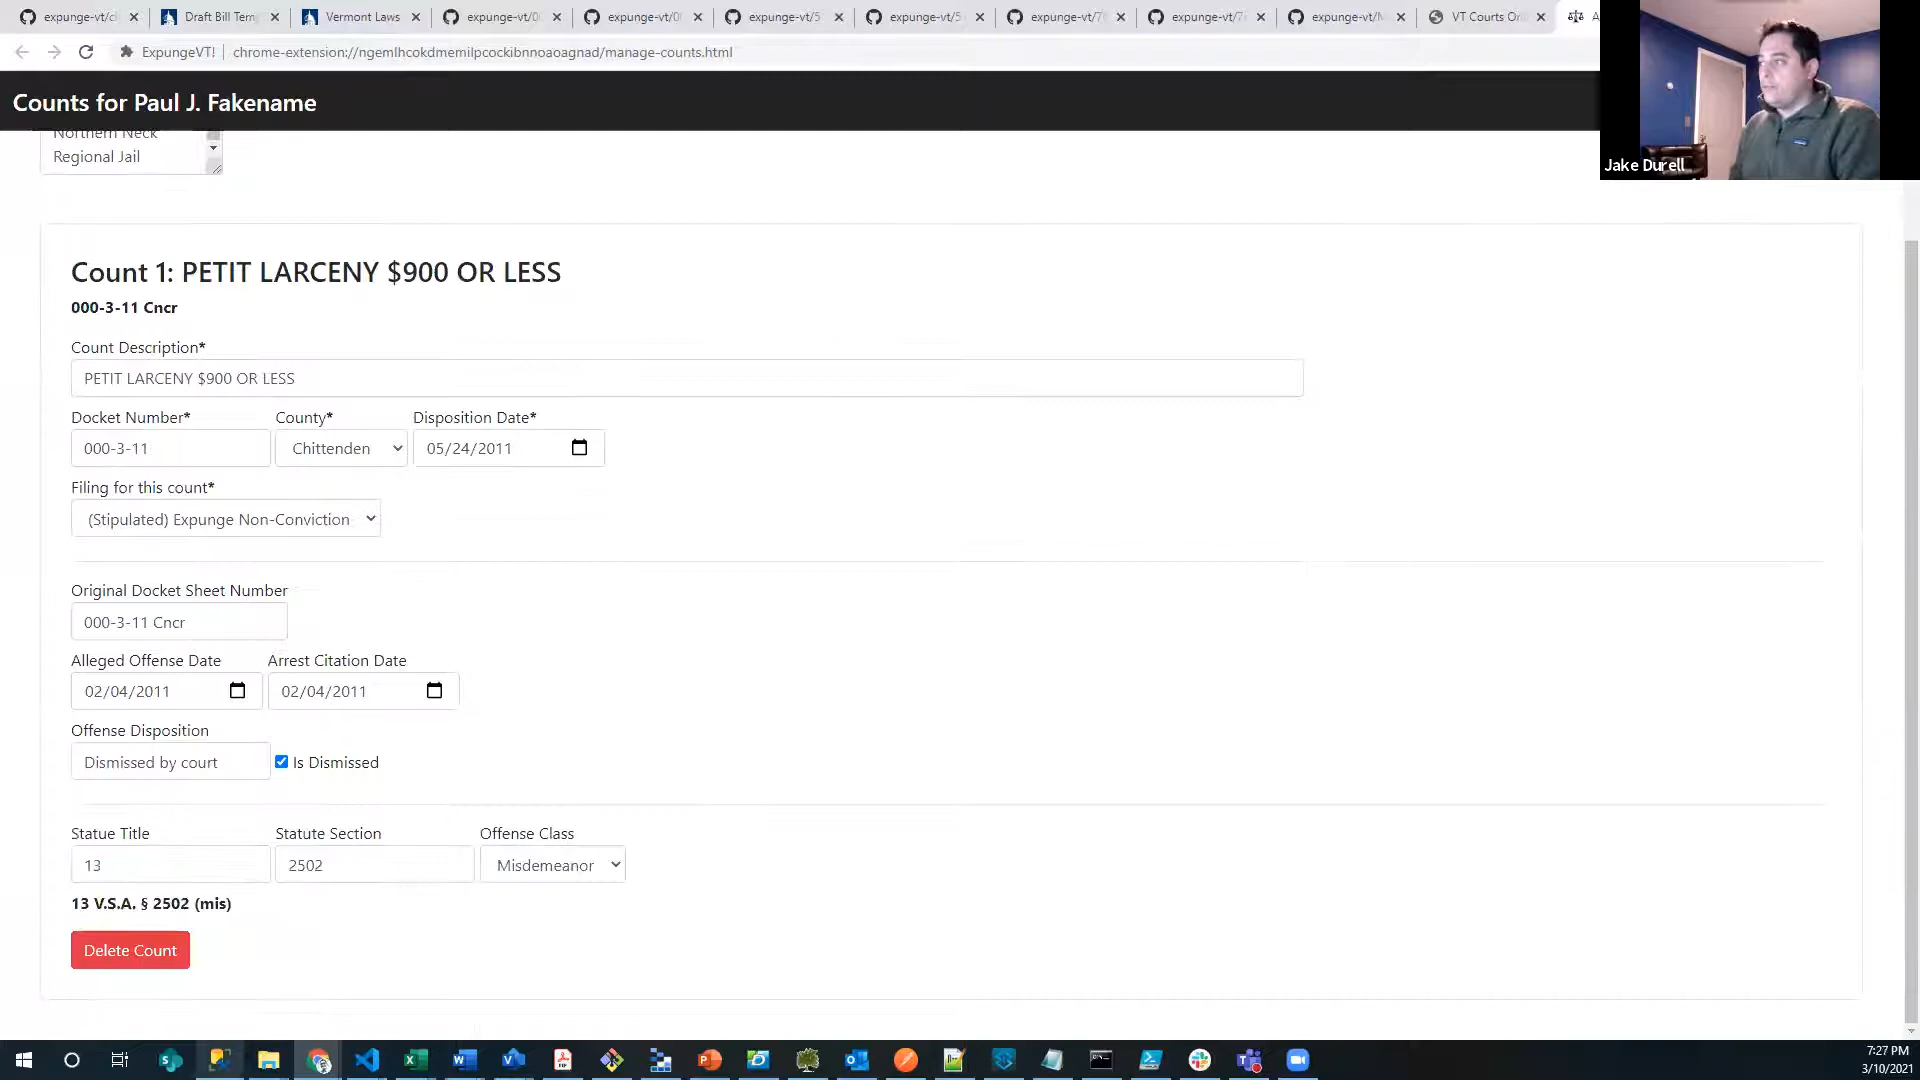 expunge-vt/cl
Draft Bill Tem
Vermont Laws
expunge-vt/0
expunge-vt/0
expunge-vt/5
expunge-vt/5
expunge-vt/7
expunge-vt/7
expunge-vt/M
VT Courts On
A
ExpungeVT! chrome-extension://ngemlhcokdmemilpcockibnnoaoagnad/manage-counts.html
Counts for Paul J. Fakename
Northern Neck
Regional Jail
Jake Durell
Count 1: PETIT LARCENY $900 OR LESS
000-3-11 Cncr
Count Description*
PETIT LARCENY $900 OR LESS
Docket Number* County* Disposition Date*
000-3-11 Chittenden 05/24/2011
Filing for this count*
(Stipulated) Expunge Non-Conviction
Original Docket Sheet Number
000-3-11 Cncr
Alleged Offense Date Arrest Citation Date
02/04/2011 02/04/2011
Offense Disposition
Dismissed by court Is Dismissed
Statue Title Statute Section Offense Class
13 2502 Misdemeanor
13 V.S.A. § 2502 (mis)
Delete Count
7:27 PM
3/10/2021